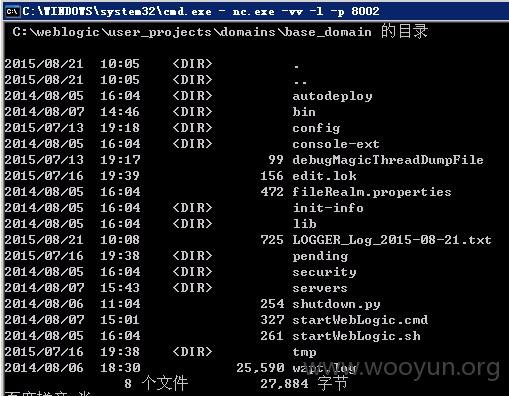 C:\WINDOWS\system32\cmd.exe - nc.exe -vv -l -p 8002
C:\weblogic\user_projects\domains\base_domain 的目录
2015/08/21 10:05 <DIR> .
2015/08/21 10:05 <DIR> ..
2014/08/05 16:04 <DIR> autodeploy
2014/08/07 14:46 <DIR> bin
2015/07/13 19:18 <DIR> config
2014/08/05 16:04 <DIR> console-ext
2015/07/13 19:17 99 debugMagicThreadDumpFile
2015/07/16 19:39 156 edit.lok
2014/08/05 16:04 472 fileRealm.properties
2014/08/05 16:04 <DIR> init-info
2014/08/05 16:04 <DIR> lib
2015/08/21 10:08 725 LOGGER_Log_2015-08-21.txt
2015/07/16 19:38 <DIR> pending
2014/08/05 16:04 <DIR> security
2014/08/07 15:43 <DIR> servers
2014/08/06 11:04 254 shutdown.py
2014/08/07 15:01 327 startWebLogic.cmd
2014/08/05 16:04 261 startWebLogic.sh
2015/07/16 19:38 <DIR> tmp
2014/08/06 18:30 25,590 wapt.log
www.wooyun.org
8 个文件 27,884 字节